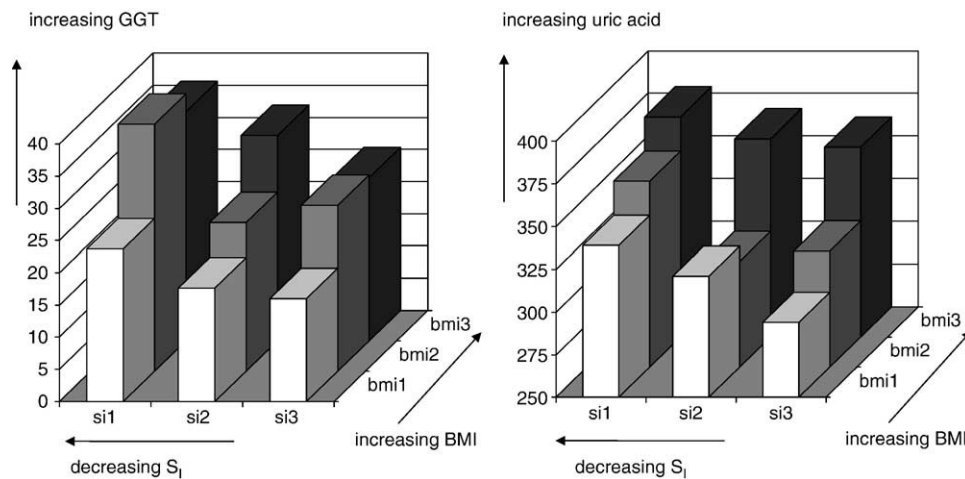 increasing GGT
40
35
30
25
20
15
10
5
0
si1
si2
si3
bmi1
bmi2
bmi3
decreasing S_I
increasing BMI
increasing uric acid
400
375
350
325
300
275
250
si1
si2
si3
bmi1
bmi2
bmi3
decreasing S_I
increasing BMI